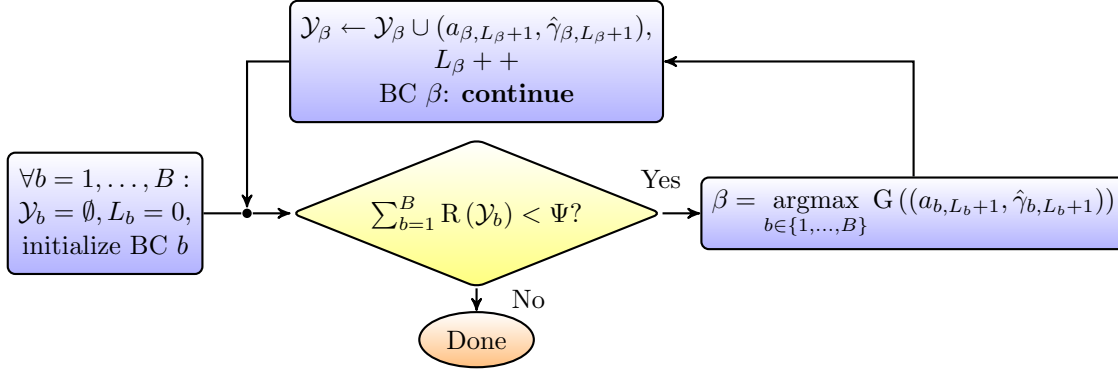 𝒴_β ← 𝒴_β ∪ (a_{β,L_β+1}, γ̂_{β,L_β+1}),
L_β + +
BC β: continue
∀b = 1, . . . , B :
𝒴_b = ∅, L_b = 0,
initialize BC b
∑_{b=1}^{B} R (𝒴_b) < Ψ?
Yes
β = argmax_{b∈{1,...,B}} G ((a_{b,L_b+1}, γ̂_{b,L_b+1}))
No
Done